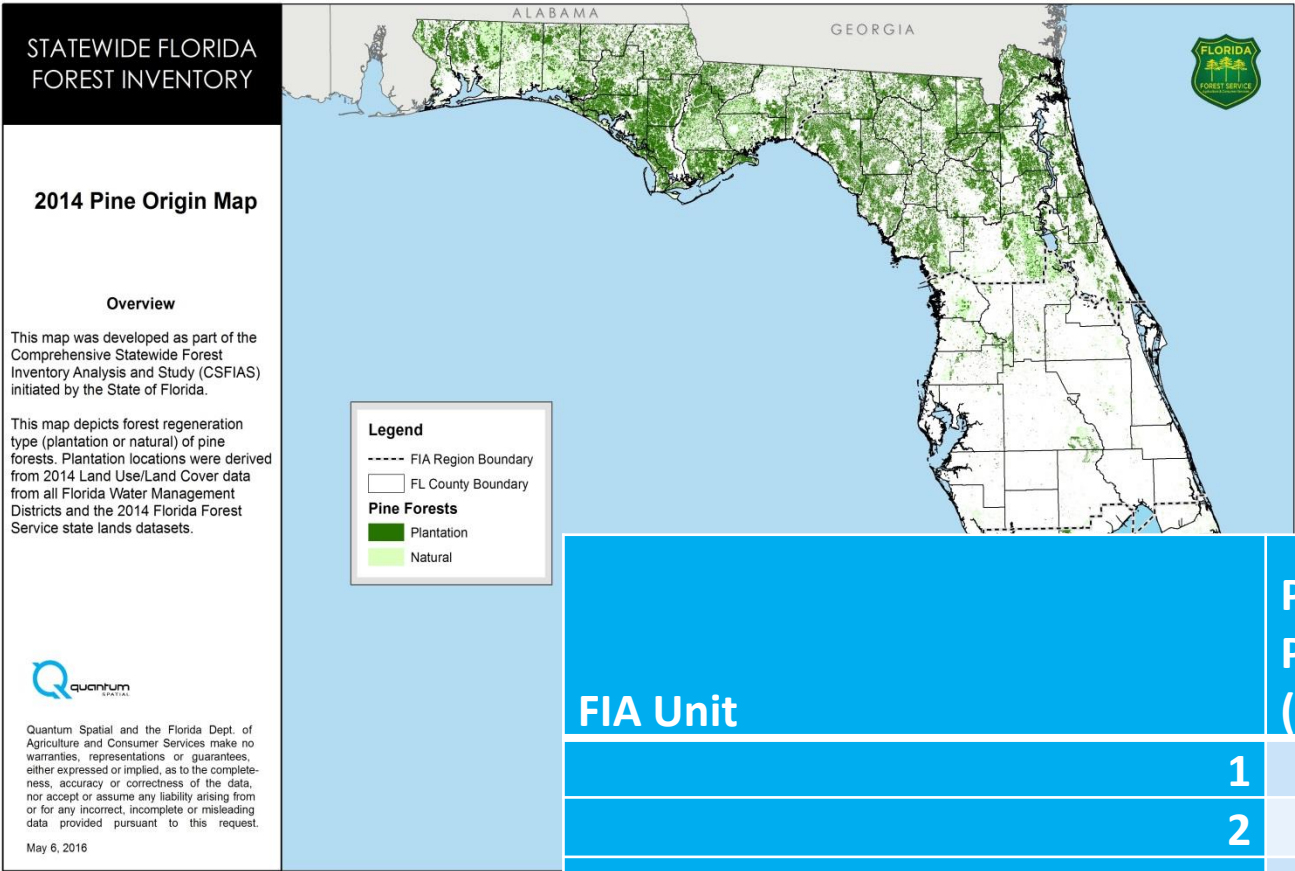 STATEWIDE FLORIDA
FOREST INVENTORY
2014 Pine Origin Map
Overview
This map was developed as part of the
Comprehensive Statewide Forest
Inventory Analysis and Study (CSFIAS)
initiated by the State of Florida.
This map depicts forest regeneration
type (plantation or natural) of pine
forests. Plantation locations were derived
from 2014 Land Use/Land Cover data
from all Florida Water Management
Districts and the 2014 Florida Forest
Service state lands datasets.
quantum
SPATIAL
Quantum Spatial and the Florida Dept. of
Agriculture and Consumer Services make no
warranties, representations or guarantees,
either expressed or implied, as to the complete-
ness, accuracy or correctness of the data,
nor accept or assume any liability arising from
or for any incorrect, incomplete or misleading
data provided pursuant to this request.
May 6, 2016
ALABAMA
GEORGIA
FLORIDA
FOREST SERVICE
Legend
FIA Region Boundary
FL County Boundary
Pine Forests
Plantation
Natural
FIA Unit
P
P
(
1
2